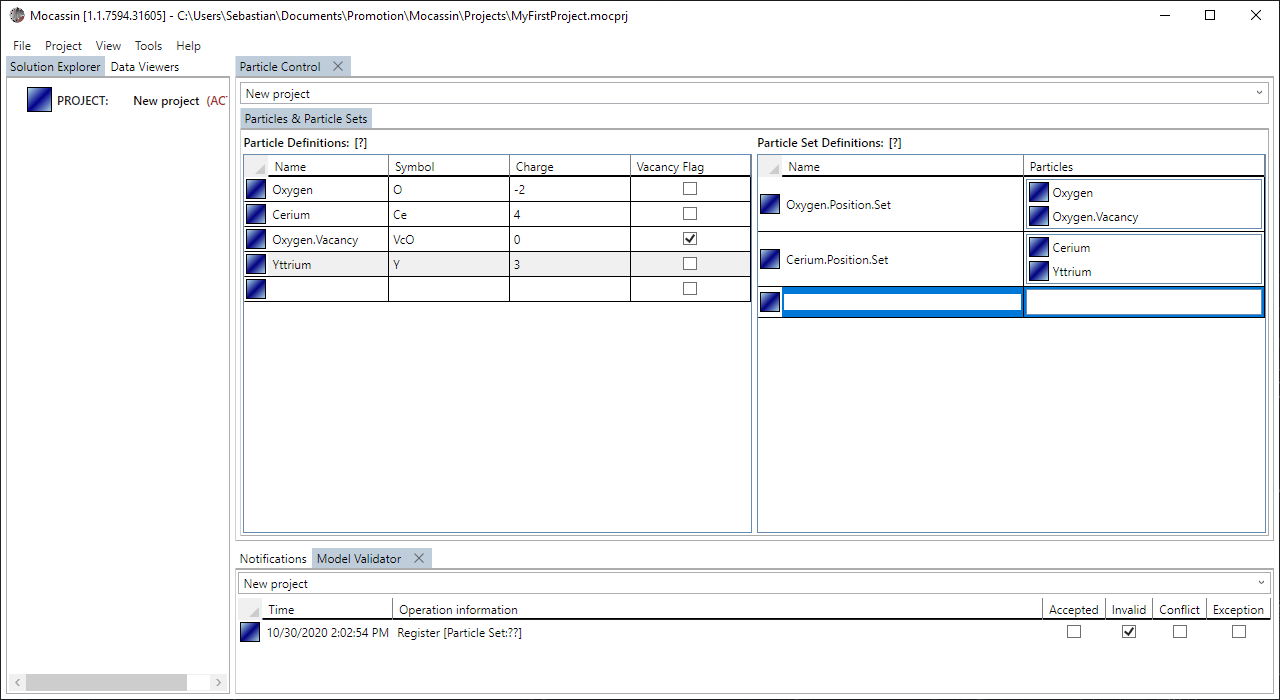 Mocassin [1.1.7594.31605] - C:\Users\Sebastian\Documents\Promotion\Mocassin\Projects\MyFirstProject.mocprj
File Project View Tools Help
Solution Explorer Data Viewers
PROJECT: New project (AC
Particle Control
New project
Particles & Particle Sets
Particle Definitions: [?]
Name Symbol Charge Vacancy Flag
Oxygen O -2
Cerium Ce 4
Oxygen.Vacancy VcO 0
Yttrium Y 3
Particle Set Definitions: [?]
Name Particles
Oxygen.Position.Set
Oxygen
Oxygen.Vacancy
Cerium.Position.Set
Cerium
Yttrium
Notifications Model Validator
New project
Time Operation information Accepted Invalid Conflict Exception
10/30/2020 2:02:54 PM Register [Particle Set:??]